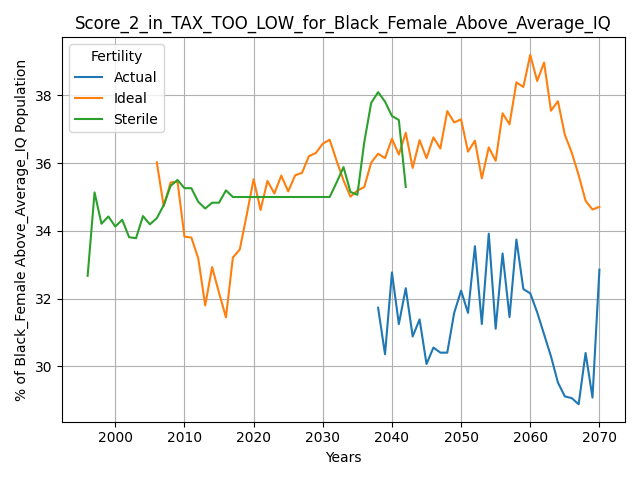 Score_2_in_TAX_TOO_LOW_for_Black_Female_Above_Average_IQ
Fertility
Actual
Ideal
Sterile
% of Black_Female Above_Average_IQ Population
38
36
34
32
30
2000 2010 2020 2030 2040 2050 2060 2070
Years